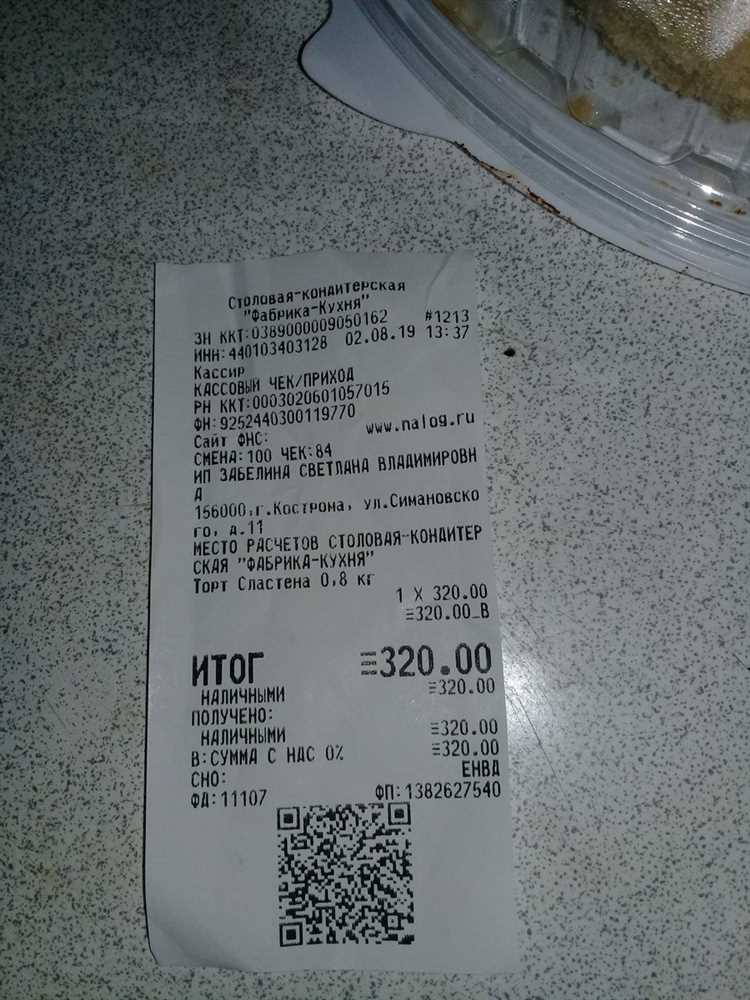 Столовая-кондитерская
"Фабрика-Кухня"
ЗН ККТ:0389000009050162 #1213
ИНН:440103403128 02.08.19 13:37
Кассир
КАССОВЫЙ ЧЕК/ПРИХОД
РН ККТ:0003020601057015
ФН:9252440300119770
Сайт ФНС: www.nalog.ru
СМЕНА:100 ЧЕК:84
ИП ЗАБЕЛИНА СВЕТЛАНА ВЛАДИМИРОВН
А
156000,г.Кострома, ул.Симановско
го, д.11
МЕСТО РАСЧЕТОВ СТОЛОВАЯ-КОНДИТЕР
СКАЯ "ФАБРИКА-КУХНЯ"
Торт Сластена 0,8 кг
1 X 320.00
≡320.00_В
ИТОГ ≡320.00
НАЛИЧНЫМИ ≡320.00
ПОЛУЧЕНО:
НАЛИЧНЫМИ ≡320.00
В:СУММА С НДС 0% ≡320.00
СНО: ЕНВД
ФД:11107 ФП:1382627540